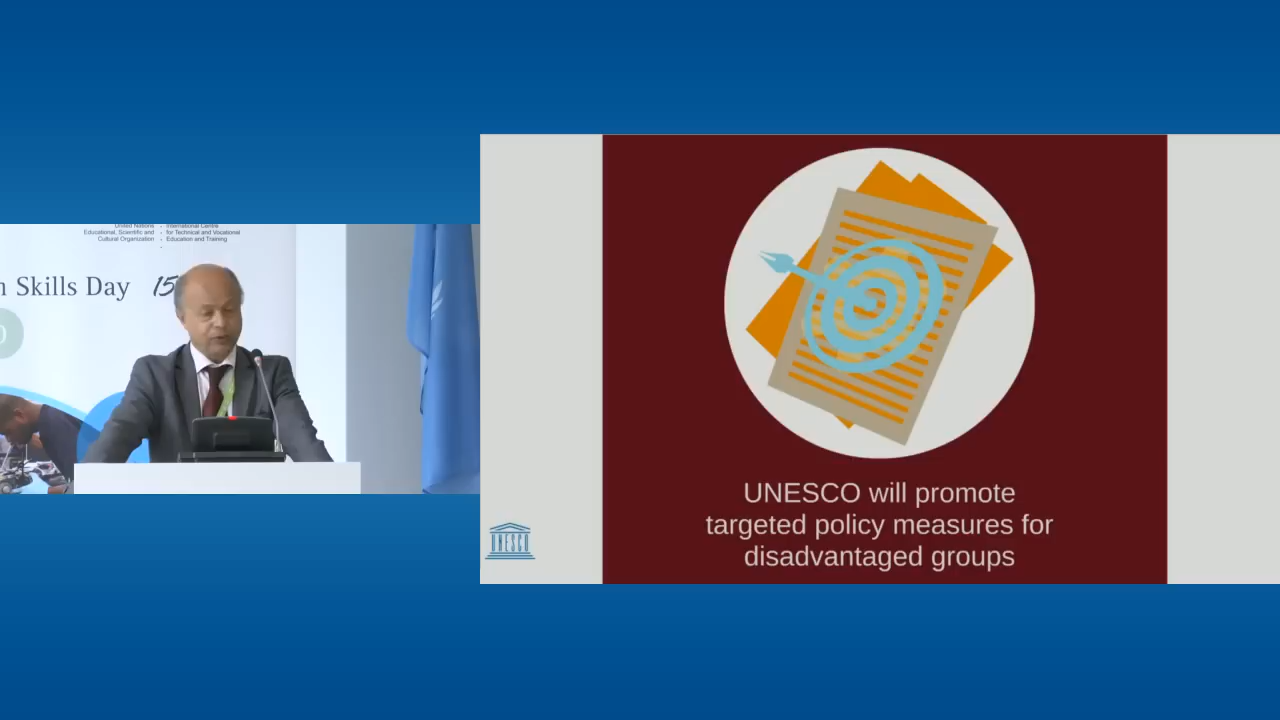 United Nations
Educational, Scientific and
Cultural Organization
International Centre
for Technical and Vocational
Education and Training
Skills Day
15
UNESCO will promote
targeted policy measures for
disadvantaged groups
UNESCO